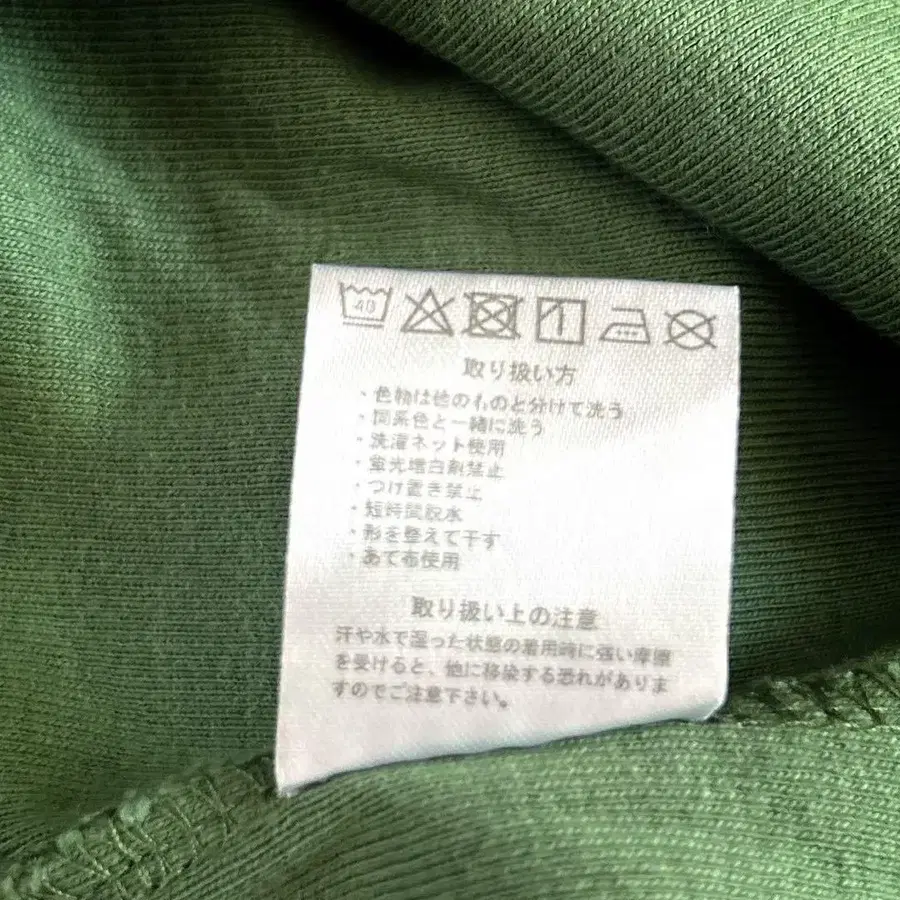 40
取り扱い方
・色物は他のものと分けて洗う
・同系色と一緒に洗う
・洗濯ネット使用
・蛍光増白剤禁止
・つけ置き禁止
・短時間脱水
・形を整えて干す
・あて布使用
取り扱い上の注意
汗や水で湿った状態の着用時に強い摩擦
を受けると、他に移染する恐れがありま
すのでご注意下さい。